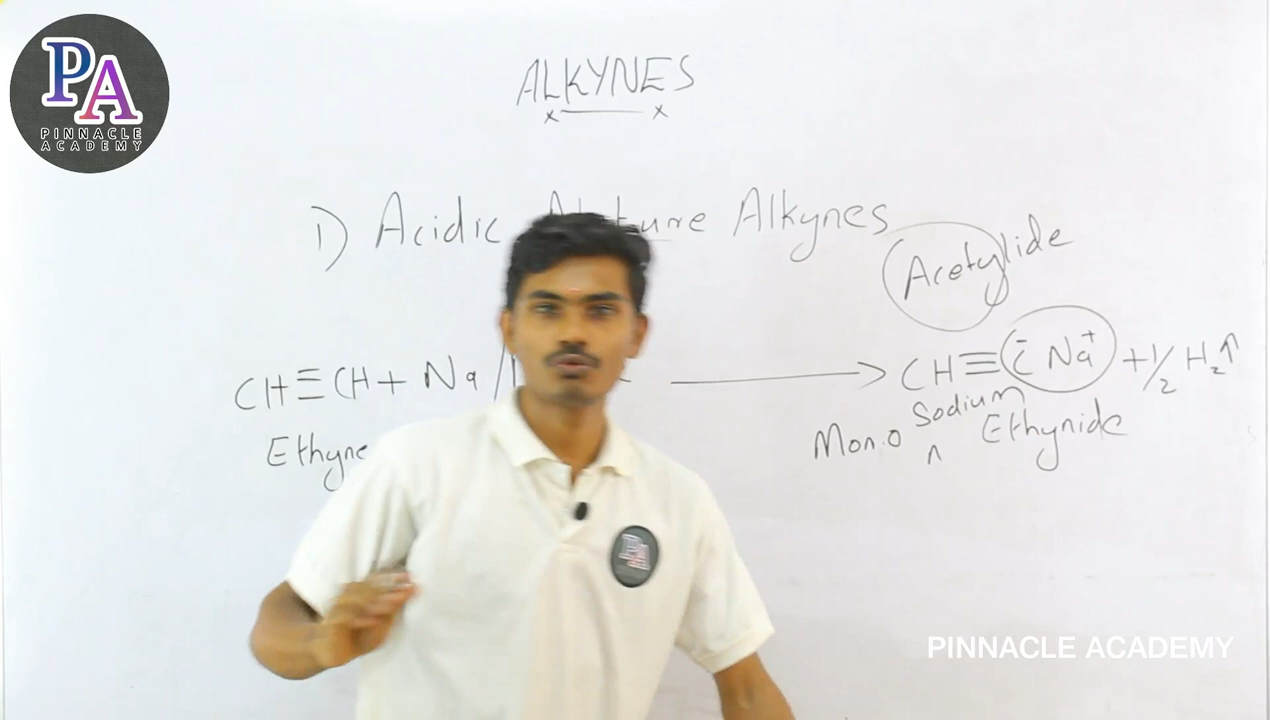 PA
PINNACLE
ACADEMY
ALKYNES
1) Acidic Nature Alkynes
Acetylide
CH≡CH + Na / → CH≡C̄ Na⁺ + 1/2 H₂↑
Ethyne
Mono Sodium Ethynide
PA
PINNACLE ACADEMY